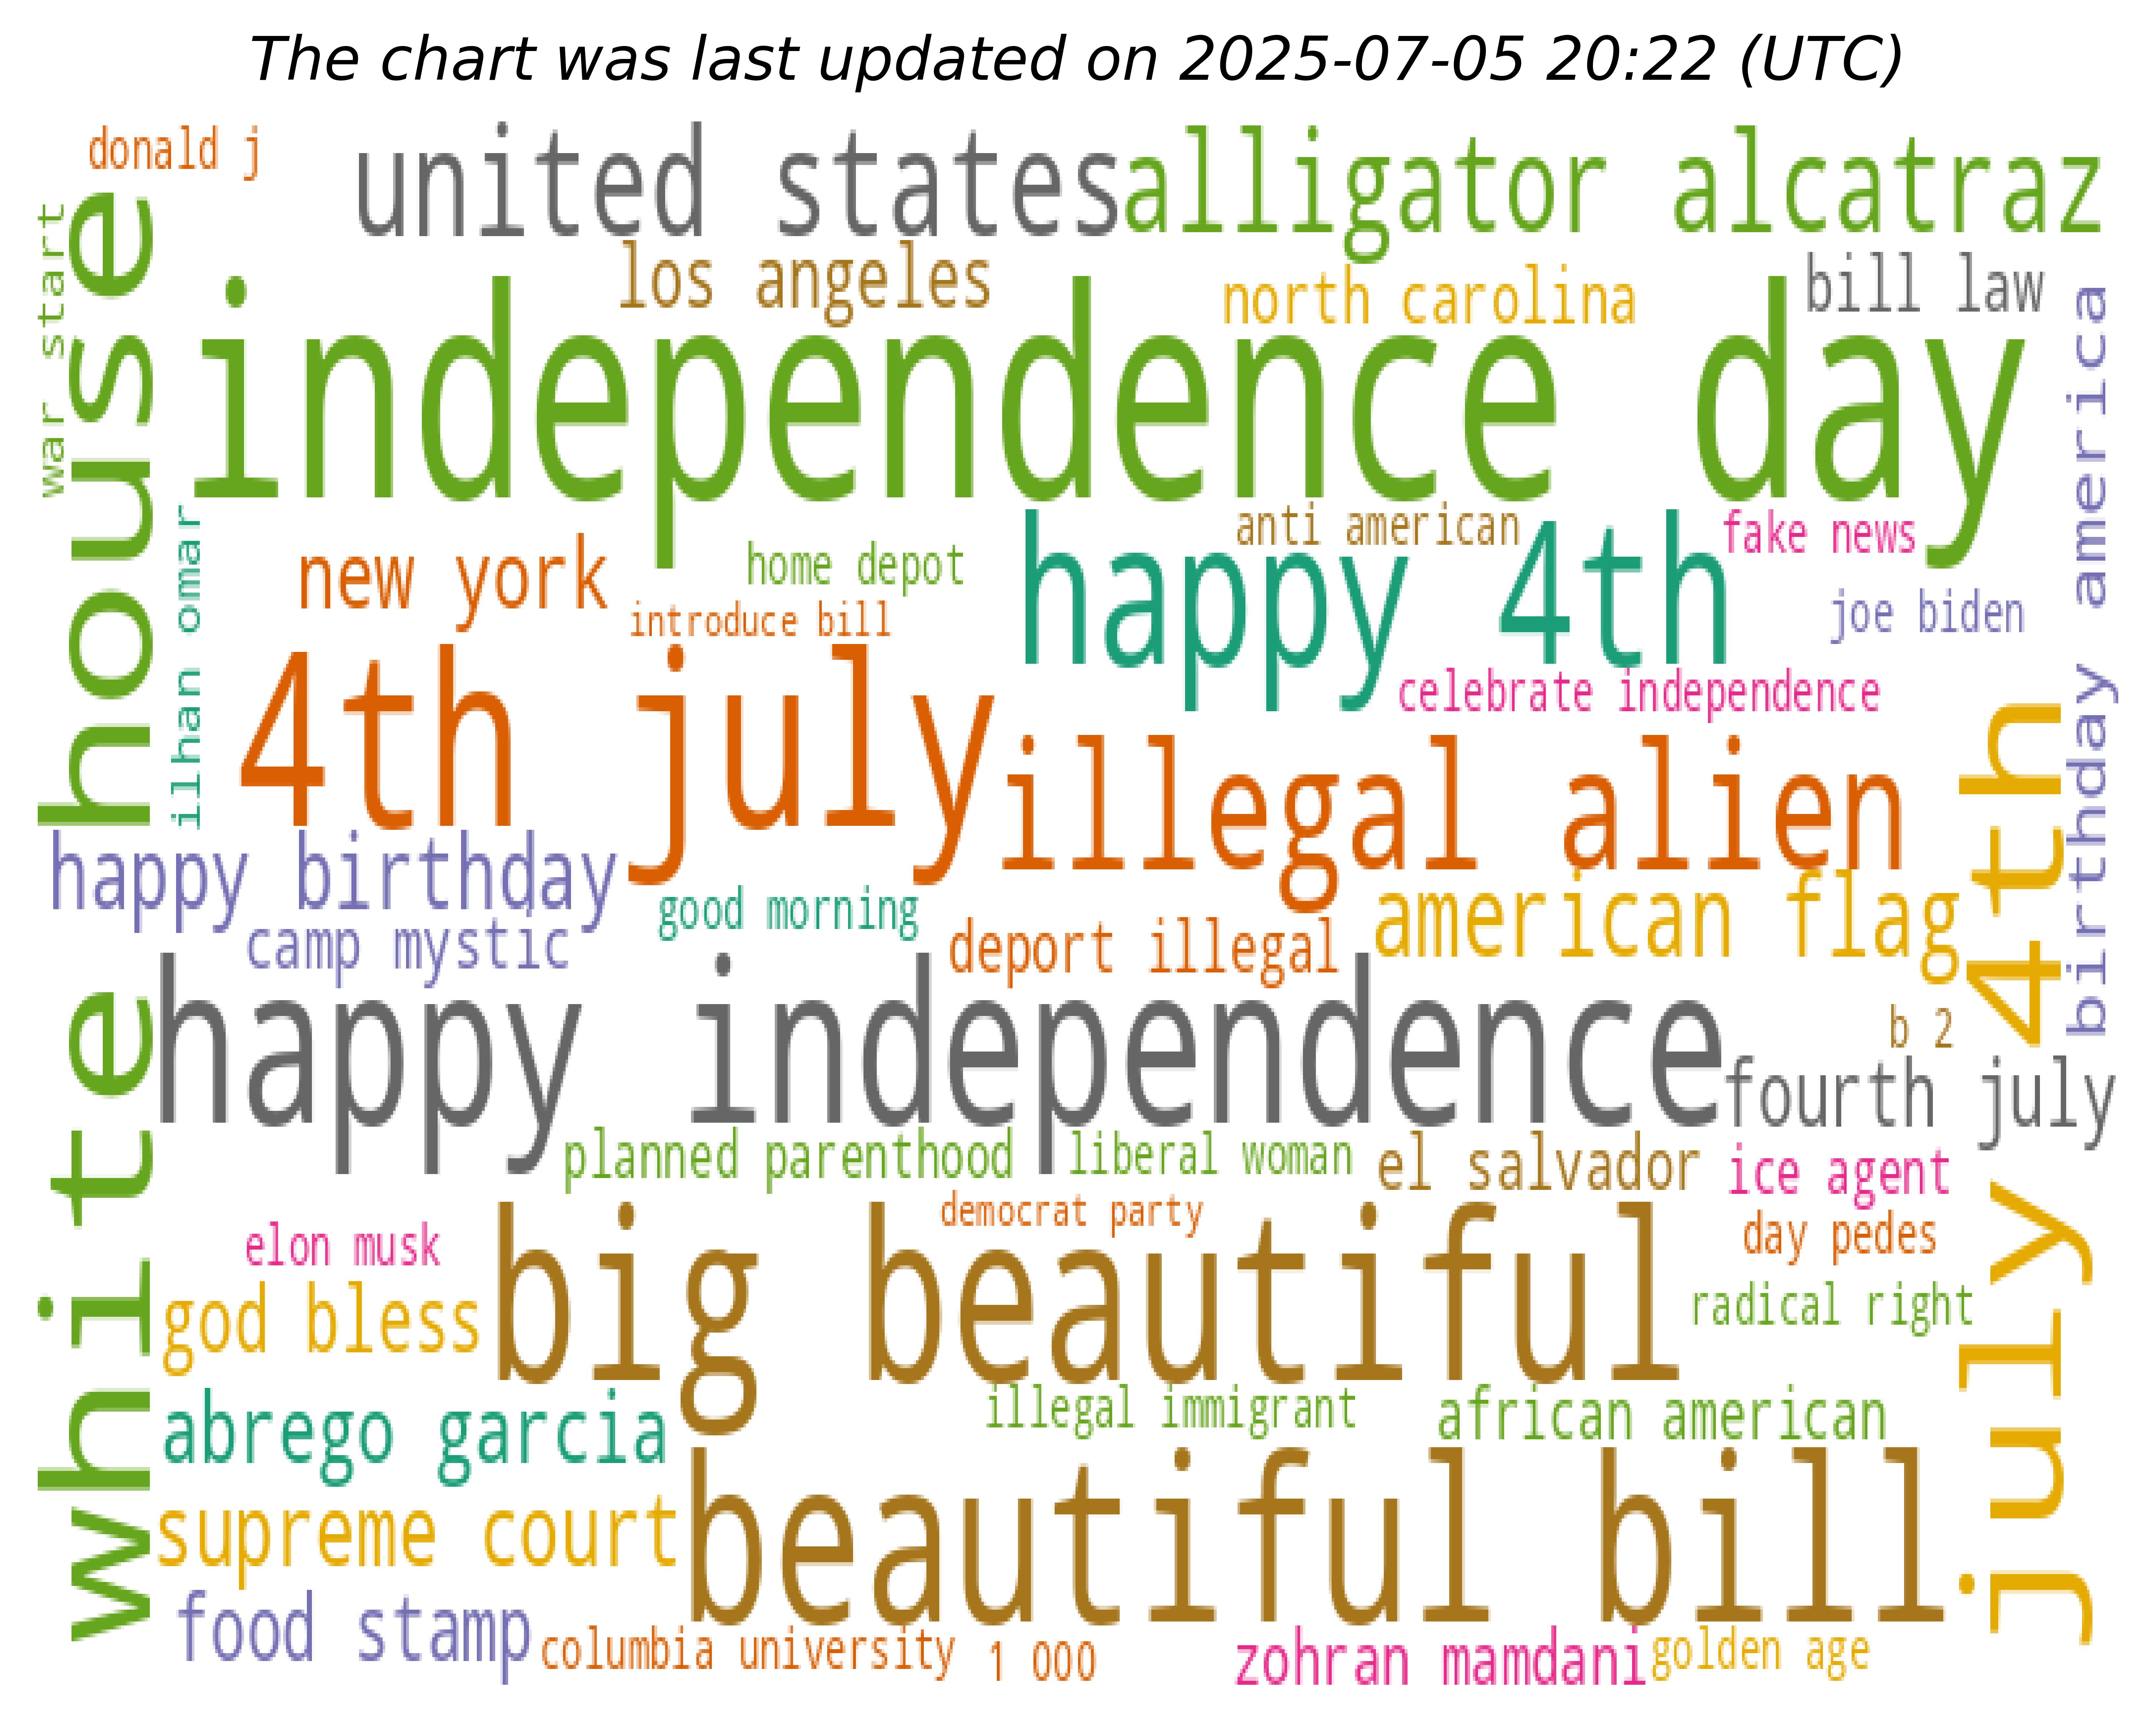 The chart was last updated on 2025-07-05 20:22 (UTC)
donald j
united states
alligator alcatraz
war start
white house
los angeles
north carolina
bill law
independence day
birthday america
anti american
fake news
new york
home depot
happy 4th
ilhan omar
introduce bill
joe biden
4th july
celebrate independence
illegal alien
july 4th
happy birthday
good morning
american flag
camp mystic
deport illegal
happy independence
b 2
fourth july
planned parenthood
liberal woman
el salvador
ice agent
democrat party
day pedes
elon musk
big beautiful
god bless
radical right
abrego garcia
illegal immigrant
african american
beautiful bill
supreme court
food stamp
columbia university
1 000
zohran mamdani
golden age